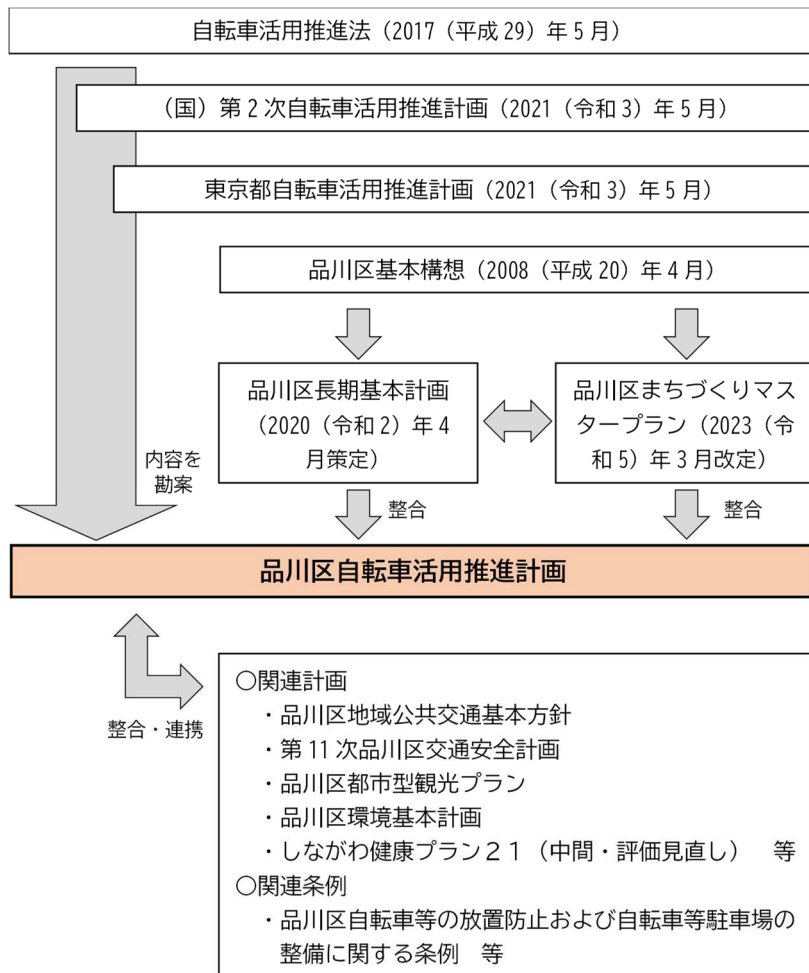 自転車活用推進法（2017（平成 29）年 5 月）
（国）第 2 次自転車活用推進計画（2021（令和 3）年 5 月）
東京都自転車活用推進計画（2021（令和 3）年 5 月）
品川区基本構想（2008（平成 20）年 4 月）
品川区長期基本計画
（2020（令和 2）年 4
月策定）
品川区まちづくりマス
タープラン（2023（令
和 5）年 3 月改定）
内容を
勘案
整合
整合
品川区自転車活用推進計画
整合・連携
○関連計画
・品川区地域公共交通基本方針
・第 11 次品川区交通安全計画
・品川区都市型観光プラン
・品川区環境基本計画
・しながわ健康プラン２１（中間・評価見直し）　等
○関連条例
・品川区自転車等の放置防止および自転車等駐車場の
整備に関する条例　等